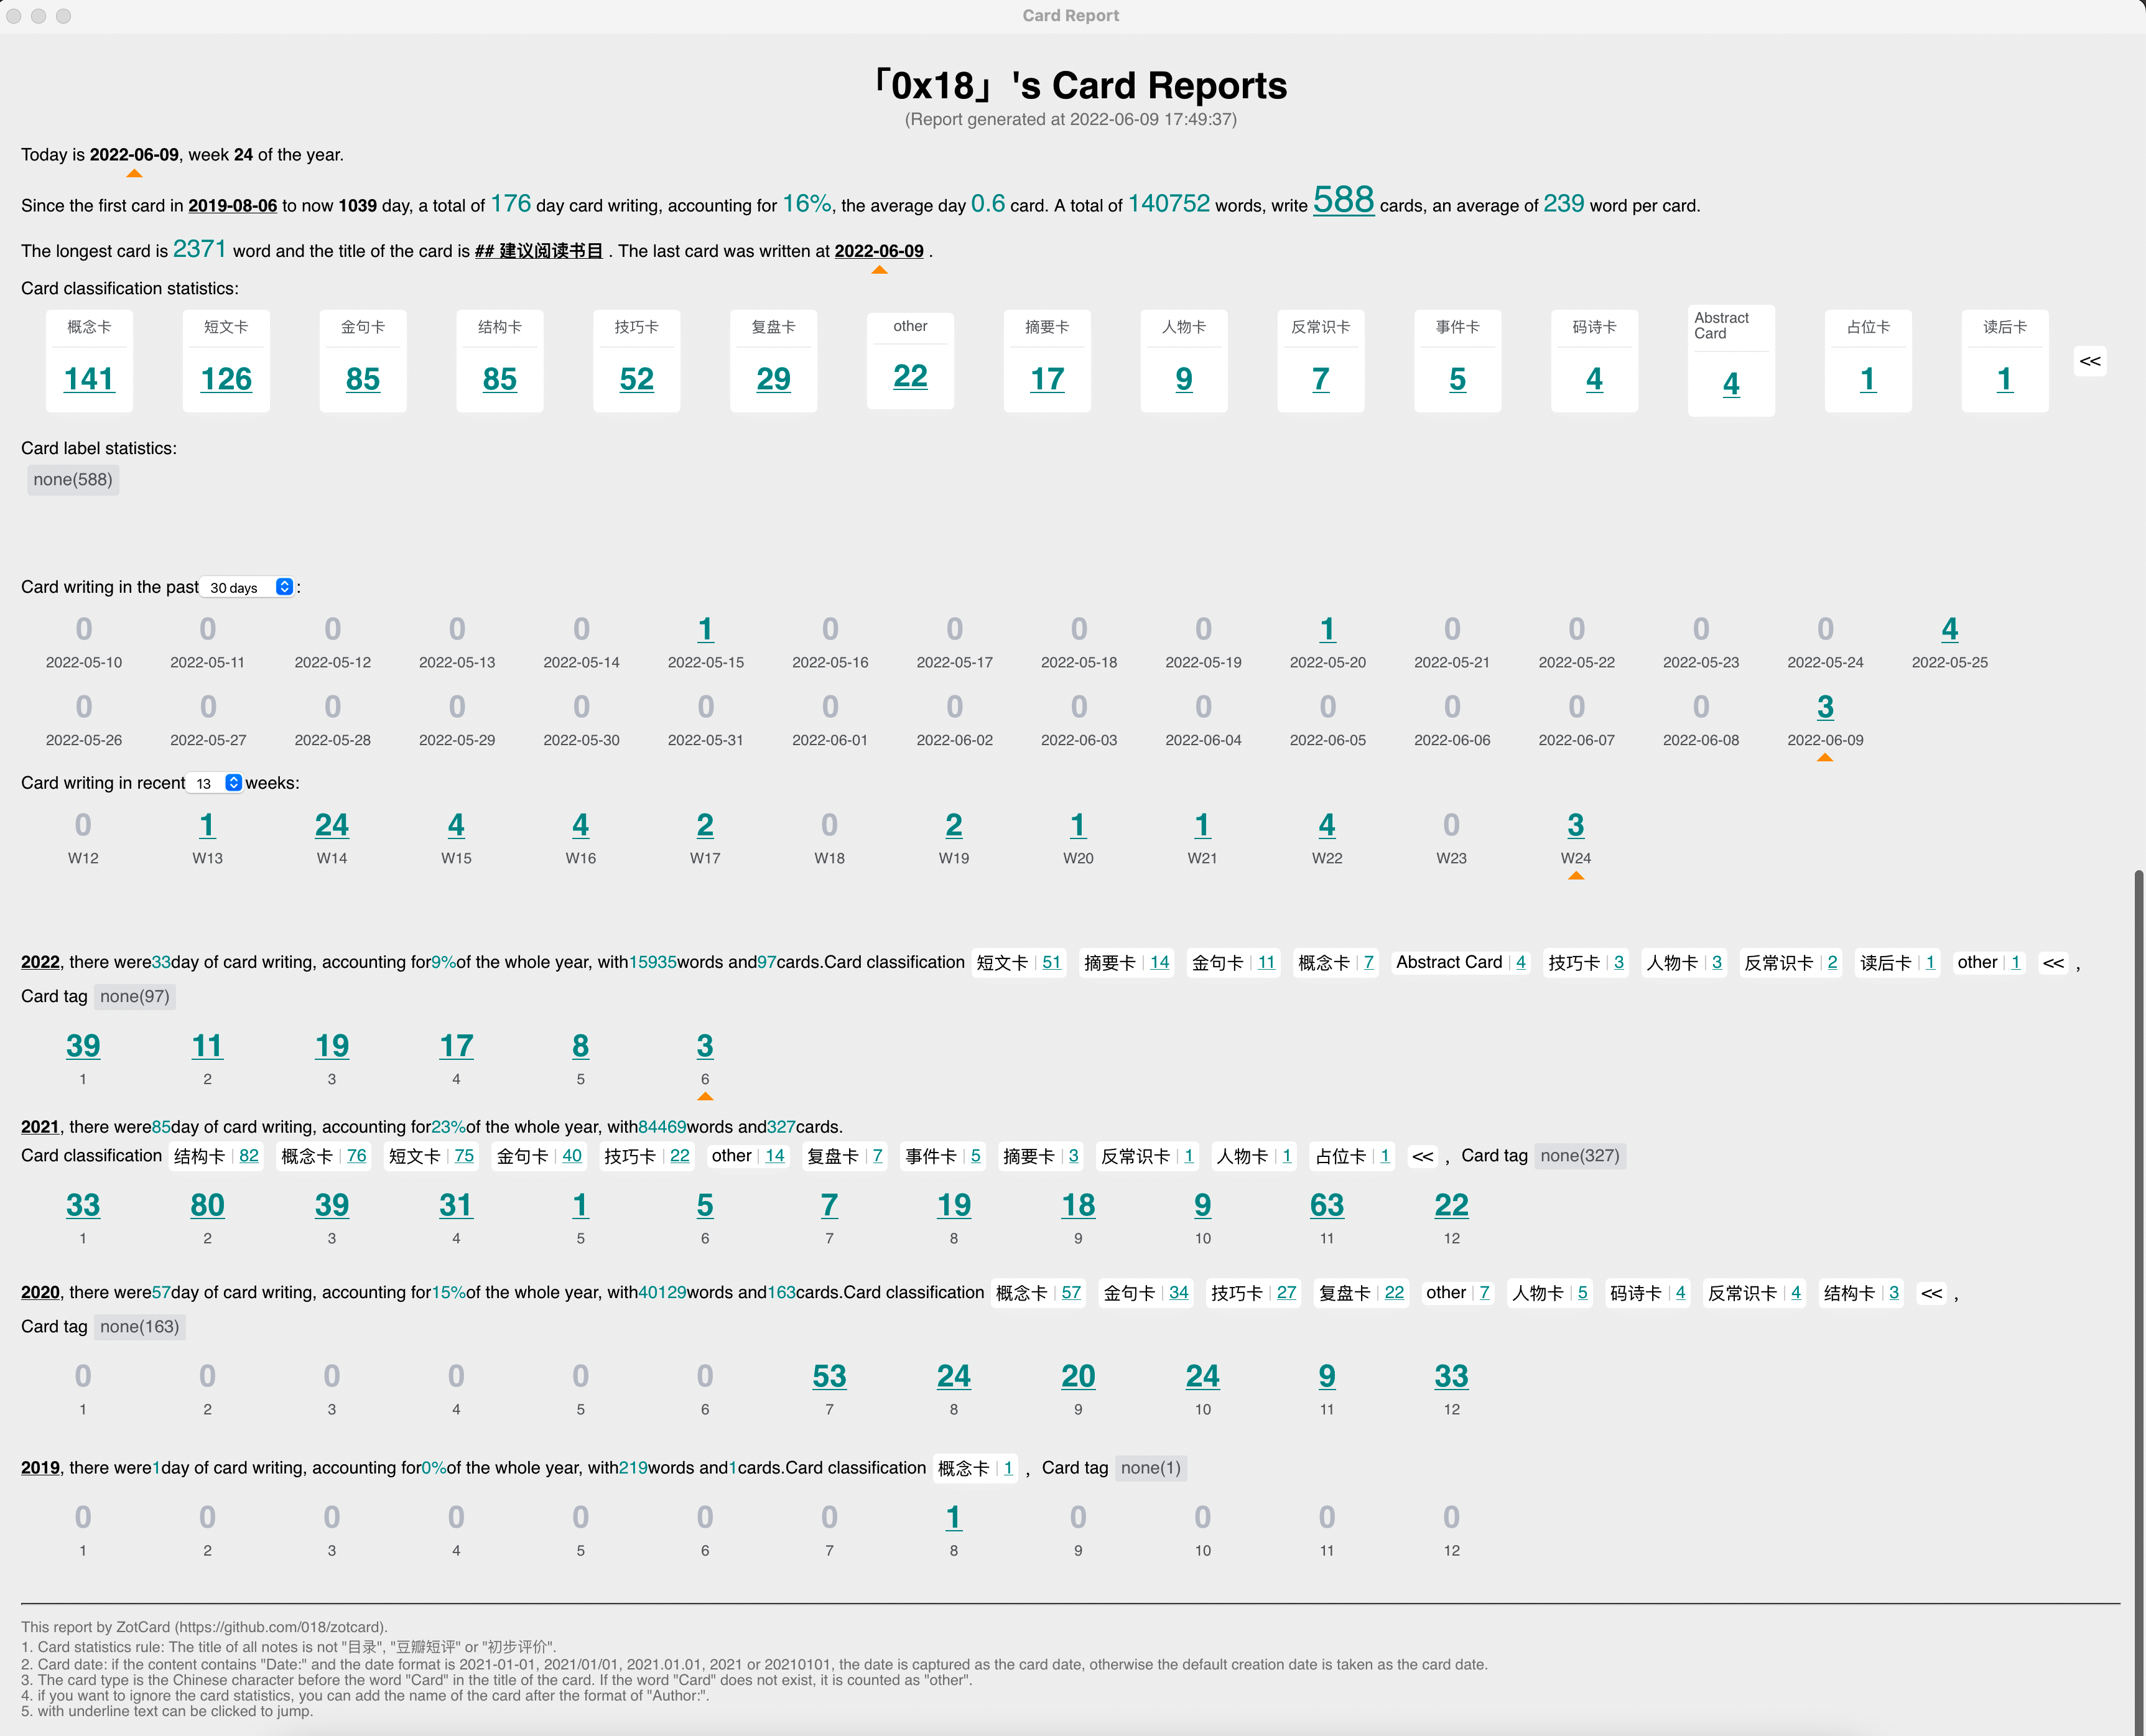 Card Report
「0x18」 's Card Reports
(Report generated at 2022-06-09 17:49:37)
Today is 2022-06-09, week 24 of the year.
Since the first card in 2019-08-06 to now 1039 day, a total of 176 day card writing, accounting for 16%, the average day 0.6 card. A total of 140752 words, write 588 cards, an average of 239 word per card.
The longest card is 2371 word and the title of the card is ## 建议阅读书目 . The last card was written at 2022-06-09 .
Card classification statistics:
概念卡 短文卡 金句卡 结构卡 技巧卡 复盘卡 other 摘要卡 人物卡 反常识卡 事件卡 码诗卡 Abstract Card 占位卡 读后卡
141 126 85 85 52 29 22 17 9 7 5 4 4 1 1 <<
Card label statistics:
none(588)
Card writing in the past 30 days :
0 0 0 0 0 1 0 0 0 0 1 0 0 0 0 4
2022-05-10 2022-05-11 2022-05-12 2022-05-13 2022-05-14 2022-05-15 2022-05-16 2022-05-17 2022-05-18 2022-05-19 2022-05-20 2022-05-21 2022-05-22 2022-05-23 2022-05-24 2022-05-25
0 0 0 0 0 0 0 0 0 0 0 0 0 0 3
2022-05-26 2022-05-27 2022-05-28 2022-05-29 2022-05-30 2022-05-31 2022-06-01 2022-06-02 2022-06-03 2022-06-04 2022-06-05 2022-06-06 2022-06-07 2022-06-08 2022-06-09
Card writing in recent 13 weeks:
0 1 24 4 4 2 0 2 1 1 4 0 3
W12 W13 W14 W15 W16 W17 W18 W19 W20 W21 W22 W23 W24
2022, there were33day of card writing, accounting for9%of the whole year, with15935words and97cards.Card classification 短文卡 | 51 摘要卡 | 14 金句卡 | 11 概念卡 | 7 Abstract Card | 4 技巧卡 | 3 人物卡 | 3 反常识卡 | 2 读后卡 | 1 other | 1 << ,
Card tag none(97)
39 11 19 17 8 3
1 2 3 4 5 6
2021, there were85day of card writing, accounting for23%of the whole year, with84469words and327cards.
Card classification 结构卡 | 82 概念卡 | 76 短文卡 | 75 金句卡 | 40 技巧卡 | 22 other | 14 复盘卡 | 7 事件卡 | 5 摘要卡 | 3 反常识卡 | 1 人物卡 | 1 占位卡 | 1 << , Card tag none(327)
33 80 39 31 1 5 7 19 18 9 63 22
1 2 3 4 5 6 7 8 9 10 11 12
2020, there were57day of card writing, accounting for15%of the whole year, with40129words and163cards.Card classification 概念卡 | 57 金句卡 | 34 技巧卡 | 27 复盘卡 | 22 other | 7 人物卡 | 5 码诗卡 | 4 反常识卡 | 4 结构卡 | 3 << ,
Card tag none(163)
0 0 0 0 0 0 53 24 20 24 9 33
1 2 3 4 5 6 7 8 9 10 11 12
2019, there were1day of card writing, accounting for0%of the whole year, with219words and1cards.Card classification 概念卡 | 1 , Card tag none(1)
0 0 0 0 0 0 0 1 0 0 0 0
1 2 3 4 5 6 7 8 9 10 11 12
This report by ZotCard (https://github.com/018/zotcard).
1. Card statistics rule: The title of all notes is not "目录", "豆瓣短评" or "初步评价".
2. Card date: if the content contains "Date:" and the date format is 2021-01-01, 2021/01/01, 2021.01.01, 2021 or 20210101, the date is captured as the card date, otherwise the default creation date is taken as the card date.
3. The card type is the Chinese character before the word "Card" in the title of the card. If the word "Card" does not exist, it is counted as "other".
4. if you want to ignore the card statistics, you can add the name of the card after the format of "Author:".
5. with underline text can be clicked to jump.